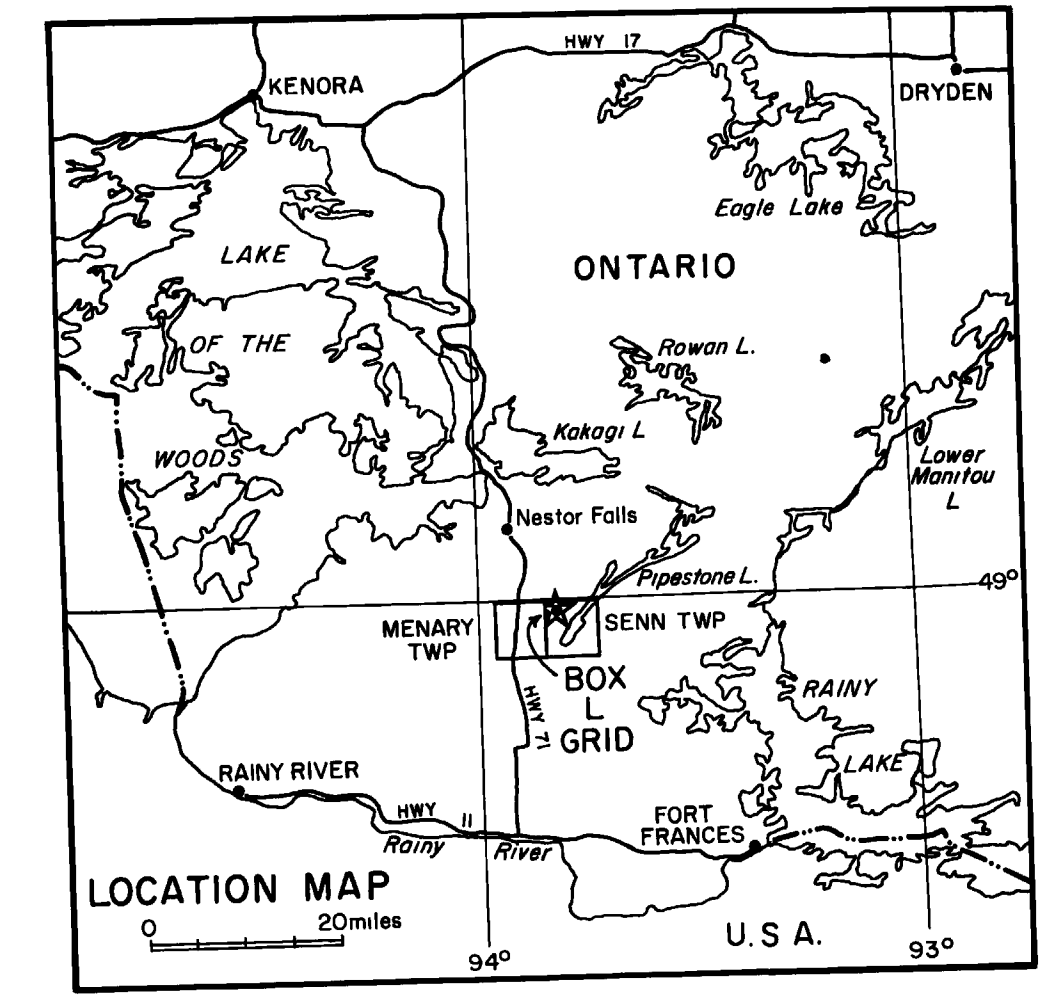 HWY 17
KENORA
DRYDEN
Eagle Lake
LAKE
ONTARIO
OF THE
Rowan L.
Kakagi L
WOODS
Lower
Manitou
L
Nestor Falls
Pipestone L.
49°
MENARY
TWP
SENN TWP
BOX
L
GRID
HWY 71
RAINY
LAKE
RAINY RIVER
HWY 11
Rainy River
FORT
FRANCES
LOCATION MAP
0 20 miles
U.S A.
94°
93°